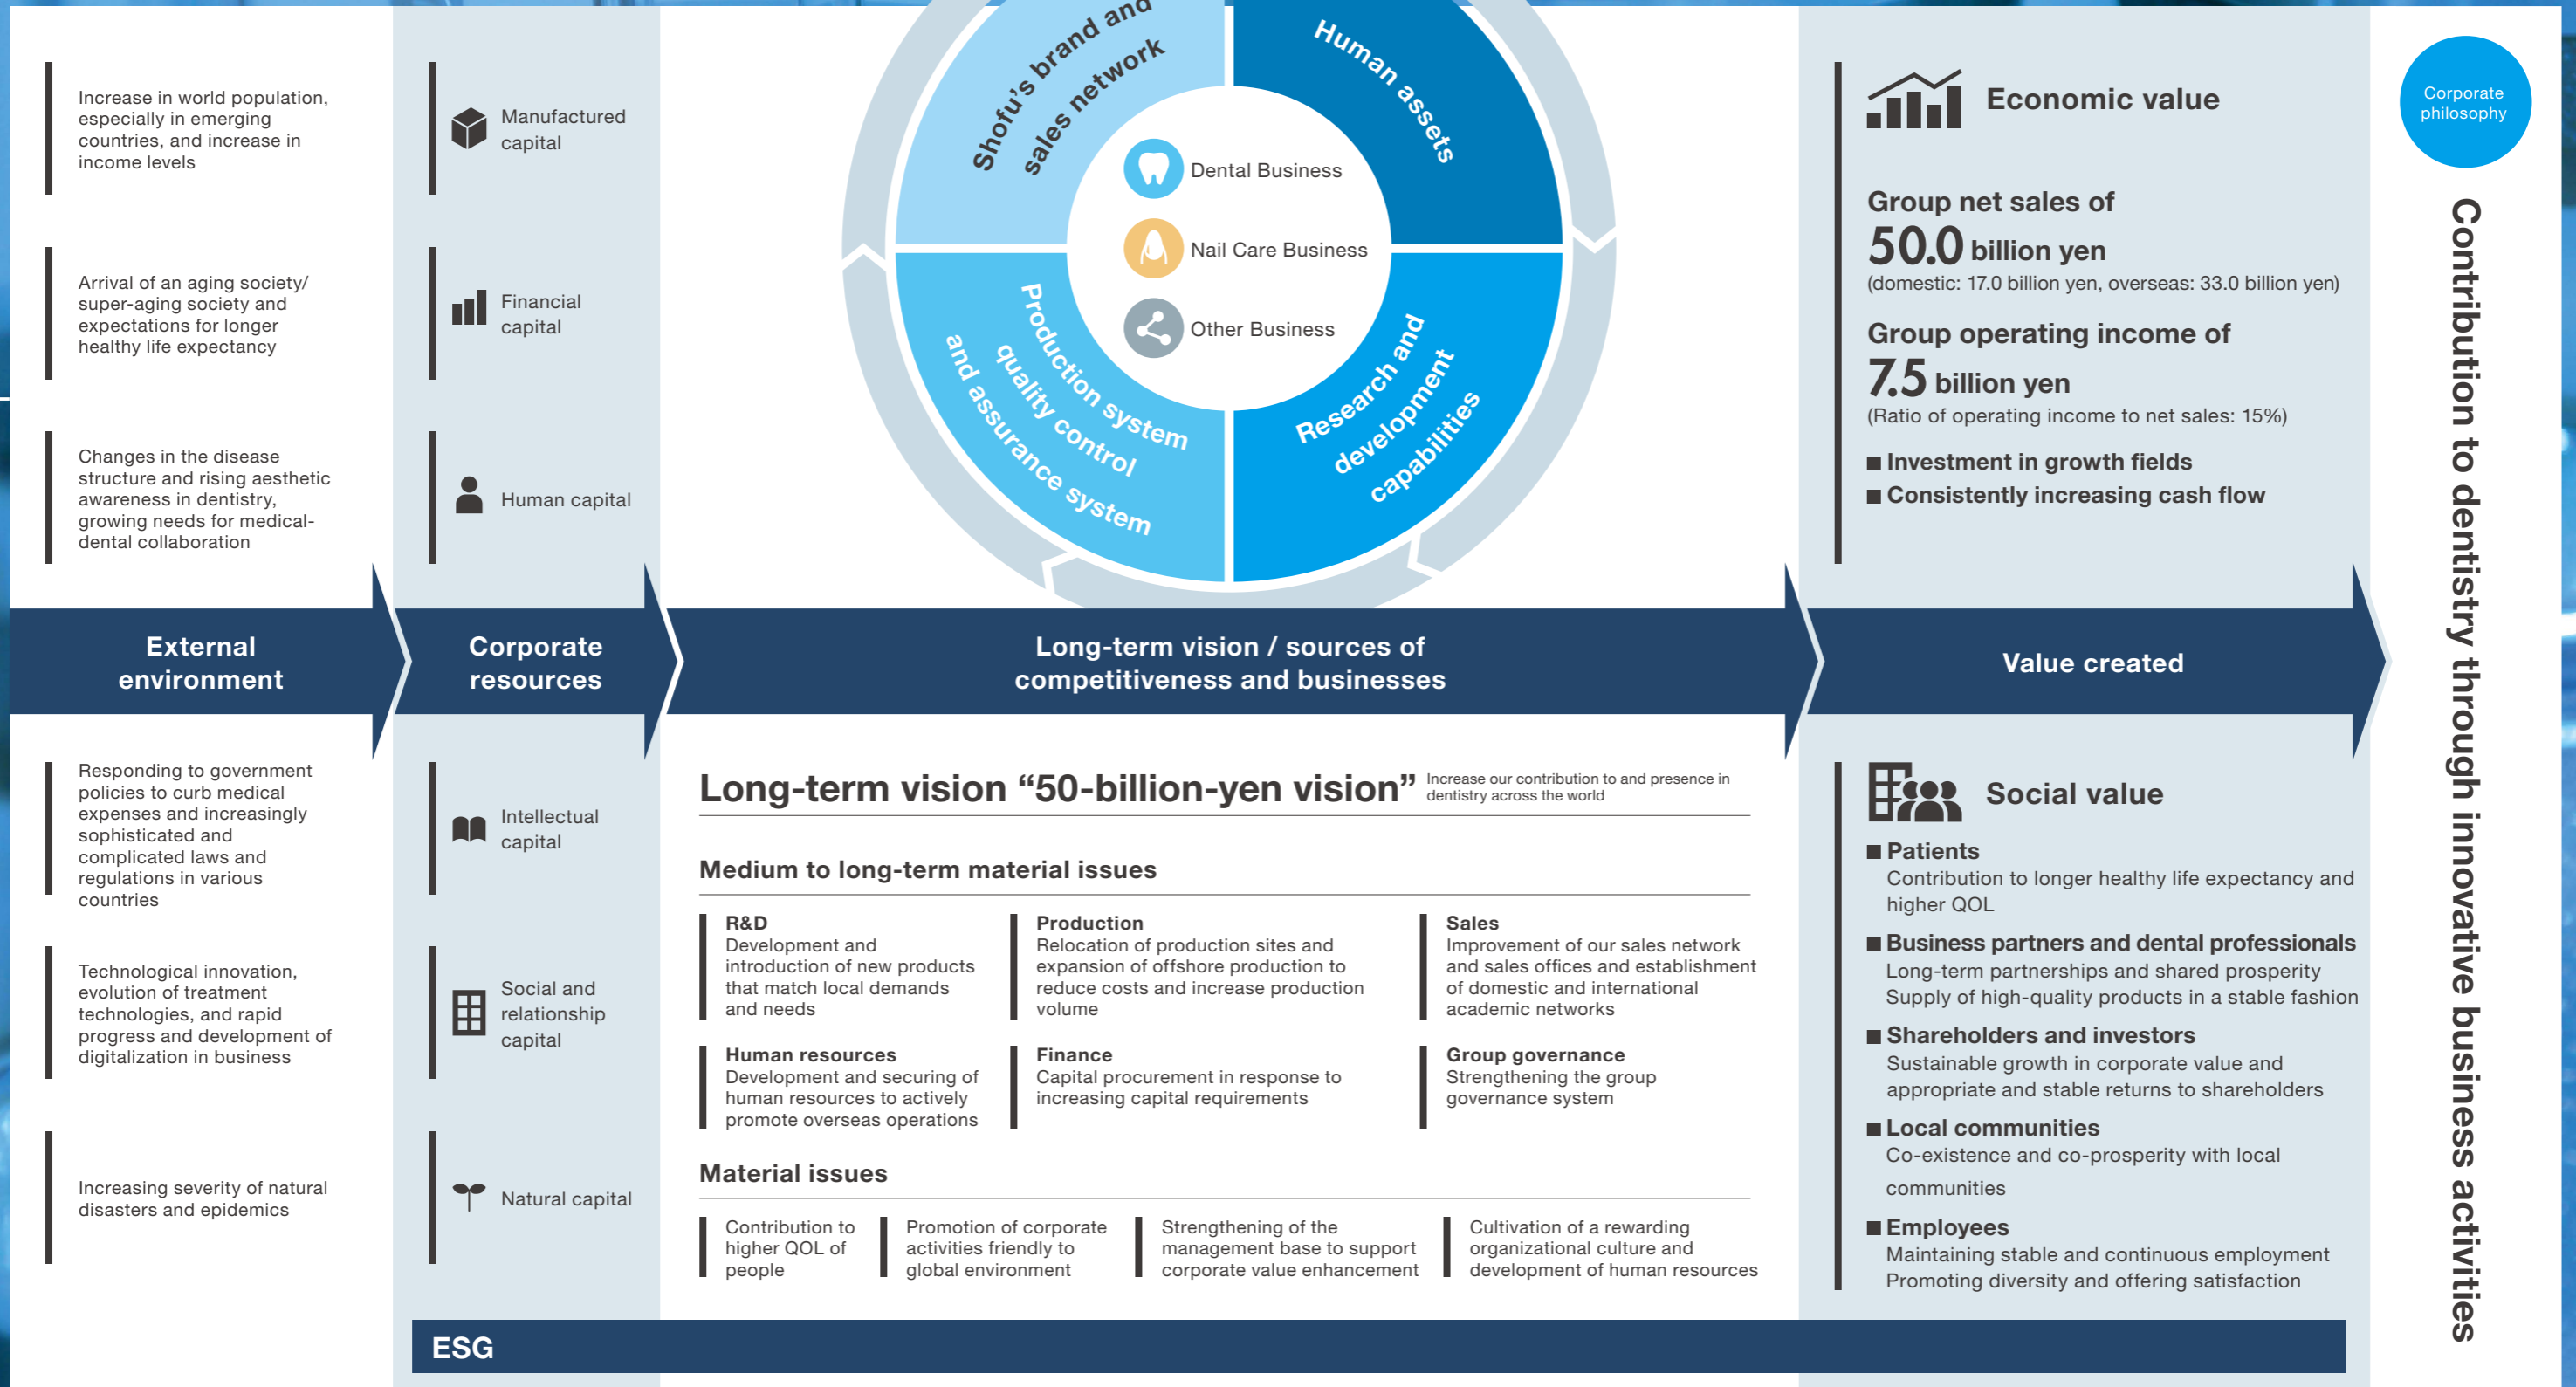 Increase in world population,
especially in emerging
countries, and increase in
income levels
Arrival of an aging society/
super-aging society and
expectations for longer
healthy life expectancy
Changes in the disease
structure and rising aesthetic
awareness in dentistry,
growing needs for medical-
dental collaboration
External
environment
Responding to government
policies to curb medical
expenses and increasingly
sophisticated and
complicated laws and
regulations in various
countries
Technological innovation,
evolution of treatment
technologies, and rapid
progress and development of
digitalization in business
Increasing severity of natural
disasters and epidemics
Manufactured
capital
Financial
capital
Human capital
Corporate
resources
Intellectual
capital
Social and
relationship
capital
Natural capital
Shofu's brand and
sales network
Human assets
Production system
quality control
and assurance system
Research and
development
capabilities
Dental Business
Nail Care Business
Other Business
Long-term vision / sources of
competitiveness and businesses
Long-term vision “50-billion-yen vision”
Increase our contribution to and presence in
dentistry across the world
Medium to long-term material issues
R&D
Development and
introduction of new products
that match local demands
and needs
Production
Relocation of production sites and
expansion of offshore production to
reduce costs and increase production
volume
Sales
Improvement of our sales network
and sales offices and establishment
of domestic and international
academic networks
Human resources
Development and securing of
human resources to actively
promote overseas operations
Finance
Capital procurement in response to
increasing capital requirements
Group governance
Strengthening the group
governance system
Material issues
Contribution to
higher QOL of
people
Promotion of corporate
activities friendly to
global environment
Strengthening of the
management base to support
corporate value enhancement
Cultivation of a rewarding
organizational culture and
development of human resources
Economic value
Group net sales of
50.0 billion yen
(domestic: 17.0 billion yen, overseas: 33.0 billion yen)
Group operating income of
7.5 billion yen
(Ratio of operating income to net sales: 15%)
■ Investment in growth fields
■ Consistently increasing cash flow
Value created
Social value
■ Patients
Contribution to longer healthy life expectancy and
higher QOL
■ Business partners and dental professionals
Long-term partnerships and shared prosperity
Supply of high-quality products in a stable fashion
■ Shareholders and investors
Sustainable growth in corporate value and
appropriate and stable returns to shareholders
■ Local communities
Co-existence and co-prosperity with local
communities
■ Employees
Maintaining stable and continuous employment
Promoting diversity and offering satisfaction
Corporate
philosophy
Contribution to dentistry through innovative business activities
ESG